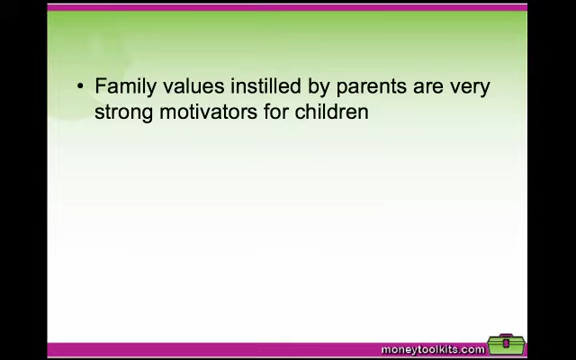 • Family values instilled by parents are very
strong motivators for children
moneytoolkits.com